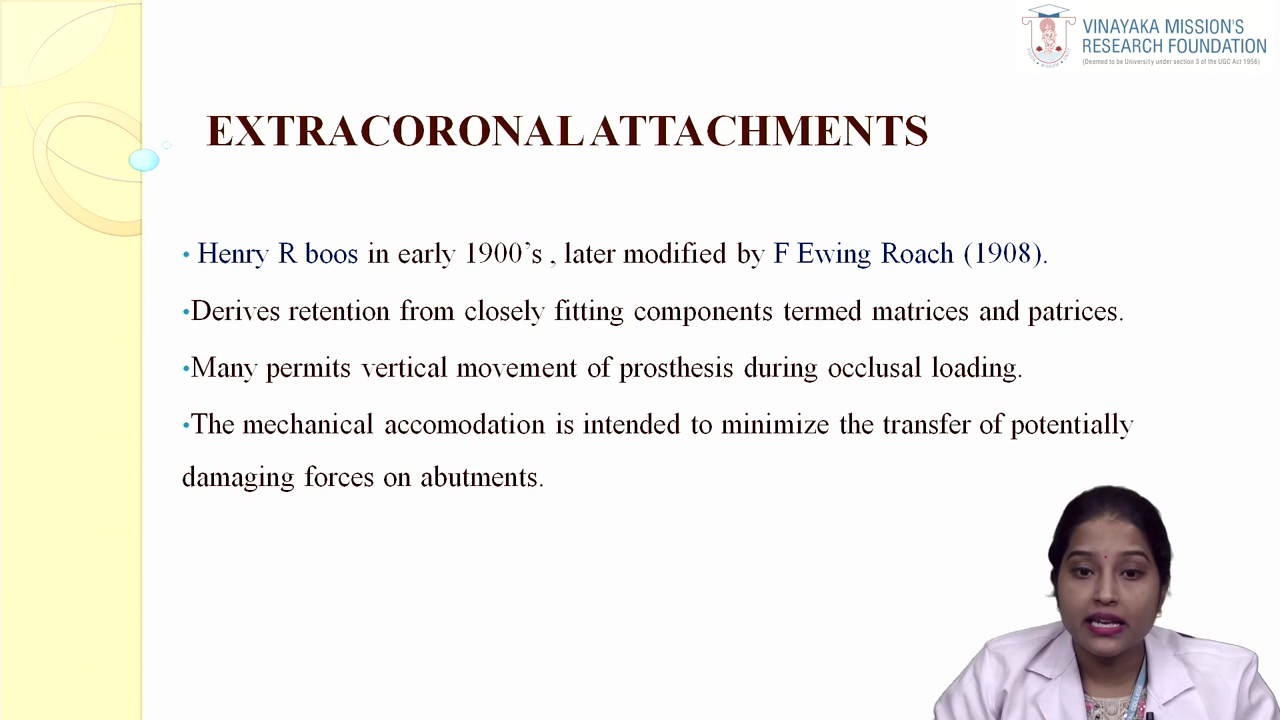 VINAYAKA MISSION'S
RESEARCH FOUNDATION
(Deemed to be University under section 3 of the UGC Act 1956)
EXTRACORONAL ATTACHMENTS
• Henry R boos in early 1900’s , later modified by F Ewing Roach (1908).
•Derives retention from closely fitting components termed matrices and patrices.
•Many permits vertical movement of prosthesis during occlusal loading.
•The mechanical accomodation is intended to minimize the transfer of potentially
damaging forces on abutments.